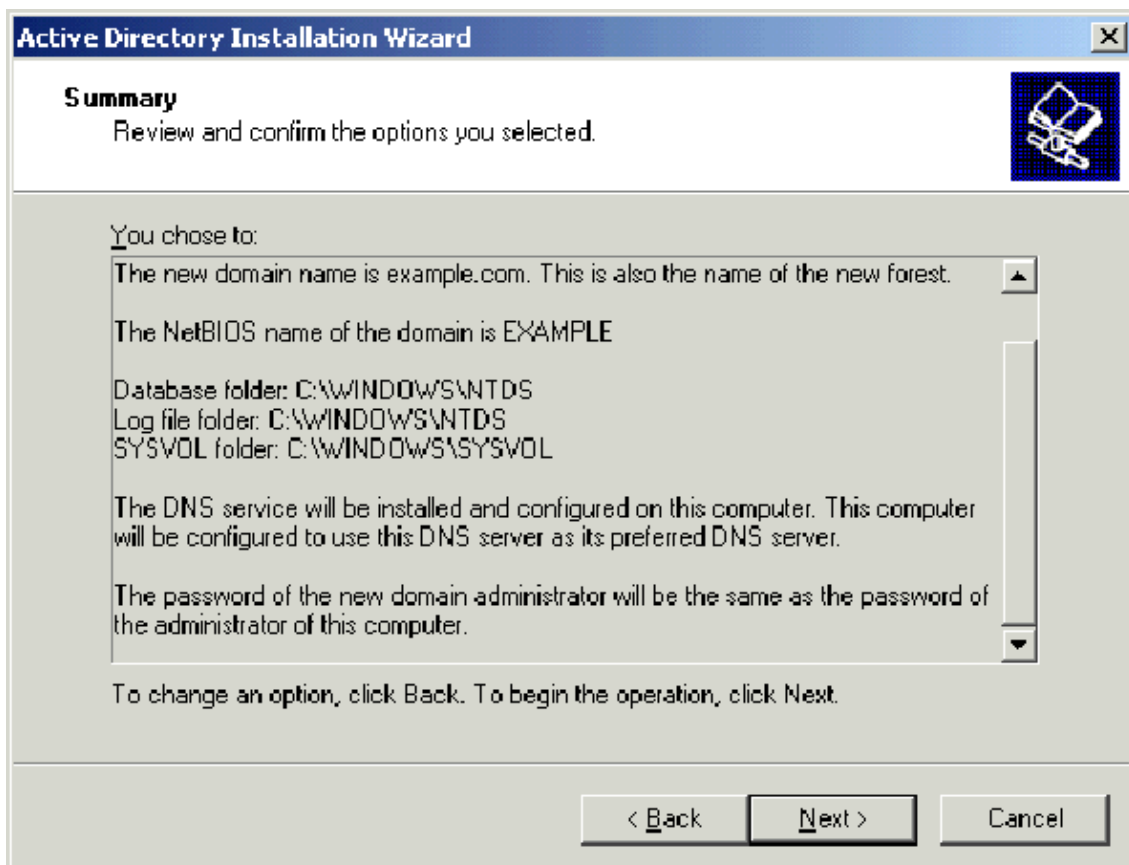 Active Directory Installation Wizard
Summary
Review and confirm the options you selected.
You chose to:
The new domain name is example.com. This is also the name of the new forest.
The NetBIOS name of the domain is EXAMPLE
Database folder: C:\WINDOWS\NTDS
Log file folder: C:\WINDOWS\NTDS
SYSVOL folder: C:\WINDOWS\SYSVOL
The DNS service will be installed and configured on this computer. This computer
will be configured to use this DNS server as its preferred DNS server.
The password of the new domain administrator will be the same as the password of
the administrator of this computer.
To change an option, click Back. To begin the operation, click Next.
< Back
Next >
Cancel